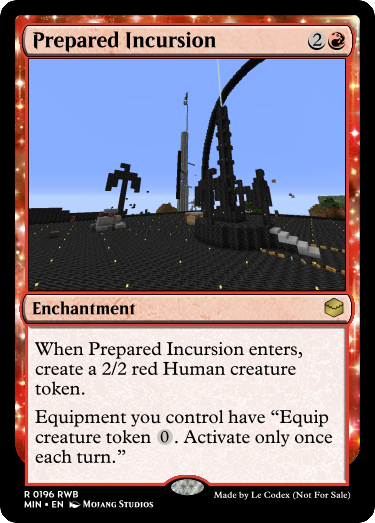 Prepared Incursion 2
Enchantment
When Prepared Incursion enters,
create a 2/2 red Human creature
token.
Equipment you control have “Equip
creature token 0. Activate only once
each turn.”
R 0196 RWB
MIN • EN Mojang Studios
Made by Le Codex (Not For Sale)